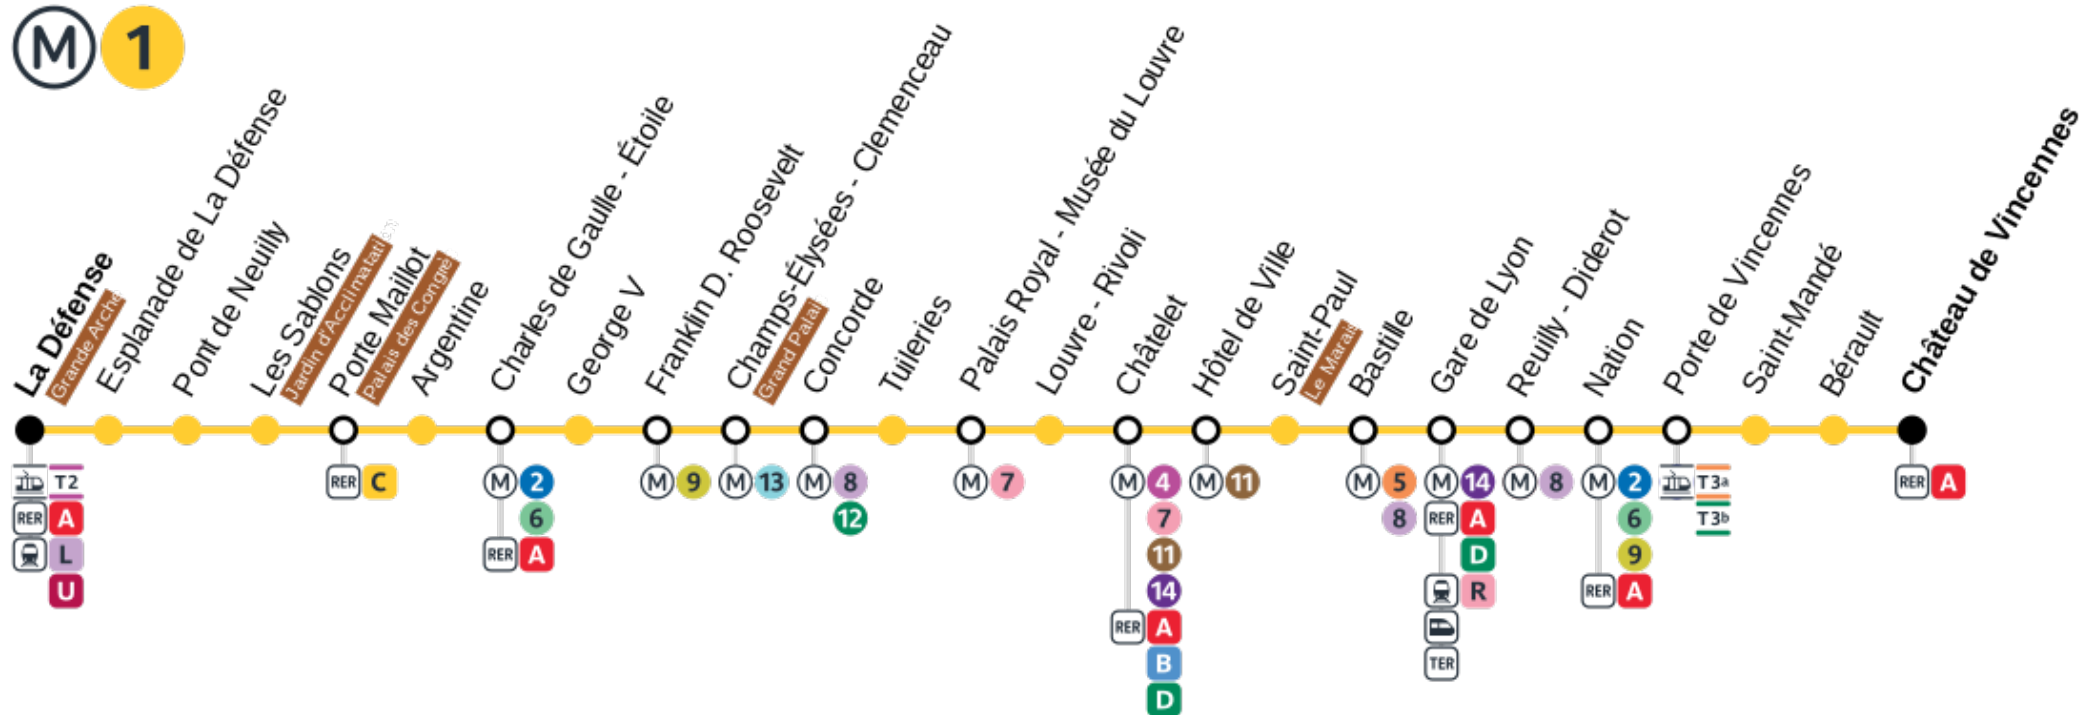 M 1
La Défense
Grande Arche
Esplanade de La Défense
Pont de Neuilly
Les Sablons
Jardin d'Acclimatation
Porte Maillot
Palais des Congrè
Argentine
Charles de Gaulle - Étoile
George V
Franklin D. Roosevelt
Champs-Élysées - Clemenceau
Grand Palai
Concorde
Tuileries
Palais Royal - Musée du Louvre
Louvre - Rivoli
Châtelet
Hôtel de Ville
Saint-Paul
Le Marais
Bastille
Gare de Lyon
Reuilly - Diderot
Nation
Porte de Vincennes
Saint-Mandé
Bérault
Château de Vincennes
T2
RER A
L
U
RER C
M 2
6
RER A
M 9
M 13
M 8
12
M 7
M 4
7
11
14
RER A
B
D
M 11
M 5
8
M 14
RER A
D
R
TER
M 8
M 2
6
9
RER A
T3a
T3b
RER A